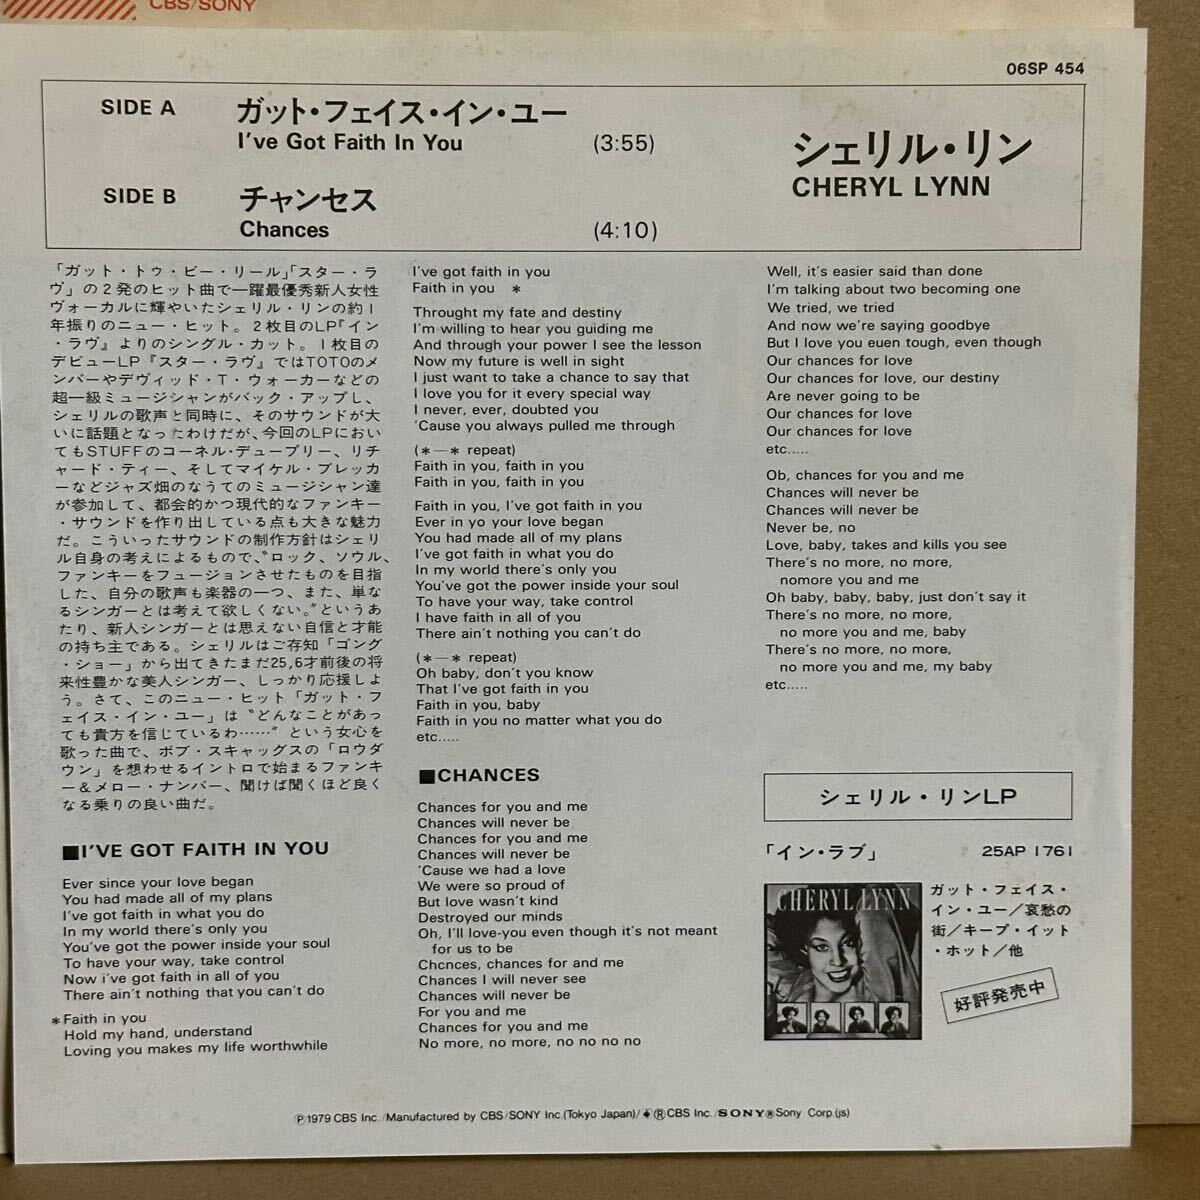 CBS/SONY
06SP 454
SIDE A
ガット・フェイス・イン・ユー
I've Got Faith In You
(3:55)
SIDE B
チャンセス
Chances
(4:10)
シェリル・リン
CHERYL LYNN
「ガット・トゥ・ビー・リール」「スター・ラ
ヴ」の2発のヒット曲で一躍最優秀新人女性
ヴォーカルに輝やいたシェリル・リンの約1
年振りのニュー・ヒット。2枚目のLP『イン
・ラヴ』よりのシングル・カット。1枚目の
デビューLP『スター・ラヴ』ではTOTOのメ
ンバーやデヴィッド・T・ウォーカーなどの
超一級ミュージシャンがバック・アップし、
シェリルの歌声と同時に、そのサウンドが大
いに話題となったわけだが、今回のLPにおい
てもSTUFFのコーネル・デュープリー、リチ
ャード・ティー、そしてマイケル・ブレッカ
ーなどジャズ畑のなうてのミュージシャン達
が参加して、都会的かつ現代的なファンキー
・サウンドを作り出している点も大きな魅力
だ。こういったサウンドの制作方針はシェリ
ル自身の考えによるもので、"ロック、ソウル、
ファンキーをフュージョンさせたものを目指
した、自分の歌声も楽器の一つ、また、単な
るシンガーとは考えて欲しくない。"というあ
たり、新人シンガーとは思えない自信と才能
の持ち主である。シェリルはご存知「ゴング
・ショー」から出てきたまだ25,6才前後の将
来性豊かな美人シンガー、しっかり応援しよ
う。さて、このニュー・ヒット「ガット・フ
ェイス・イン・ユー」は"どんなことがあっ
ても貴方を信じているわ……"という女心を
歌った曲で、ボブ・スキャッグスの「ロウダ
ウン」を想わせるイントロで始まるファンキ
ー&メロー・ナンバー、聞けば聞くほど良く
なる乗りの良い曲だ。
■I'VE GOT FAITH IN YOU
Ever since your love began
You had made all of my plans
I've got faith in what you do
In my world there's only you
You've got the power inside your soul
To have your way, take control
Now i've got faith in all of you
There ain't nothing that you can't do
*Faith in you
Hold my hand, understand
Loving you makes my life worthwhile
I've got faith in you
Faith in you *
Throught my fate and destiny
I'm willing to hear you guiding me
And through your power I see the lesson
Now my future is well in sight
I just want to take a chance to say that
I love you for it every special way
I never, ever, doubted you
'Cause you always pulled me through
(*—* repeat)
Faith in you, faith in you
Faith in you, faith in you
Faith in you, I've got faith in you
Ever in yo your love began
You had made all of my plans
I've got faith in what you do
In my world there's only you
You've got the power inside your soul
To have your way, take control
I have faith in all of you
There ain't nothing you can't do
(*—* repeat)
Oh baby, don't you know
That I've got faith in you
Faith in you, baby
Faith in you no matter what you do
etc.....
■CHANCES
Chances for you and me
Chances will never be
Chances for you and me
Chances will never be
'Cause we had a love
We were so proud of
But love wasn't kind
Destroyed our minds
Oh, I'll love-you even though it's not meant
for us to be
Chcnces, chances for and me
Chances I will never see
Chances will never be
For you and me
Chances for you and me
No more, no more, no no no no
Well, it's easier said than done
I'm talking about two becoming one
We tried, we tried
And now we're saying goodbye
But I love you euen tough, even though
Our chances for love
Our chances for love, our destiny
Are never going to be
Our chances for love
Our chances for love
etc.....
Ob, chances for you and me
Chances will never be
Chances will never be
Never be, no
Love, baby, takes and kills you see
There's no more, no more,
nomore you and me
Oh baby, baby, baby, just don't say it
There's no more, no more,
no more you and me, baby
There's no more, no more,
no more you and me, my baby
etc.....
シェリル・リンLP
「イン・ラブ」
25AP 1761
CHERYL LYNN
ガット・フェイス・
イン・ユー／哀愁の
街／キープ・イット
・ホット／他
好評発売中
Ⓟ1979 CBS Inc./Manufactured by CBS/SONY Inc.(Tokyo Japan)/ ®CBS Inc./SONY®Sony Corp.(js)